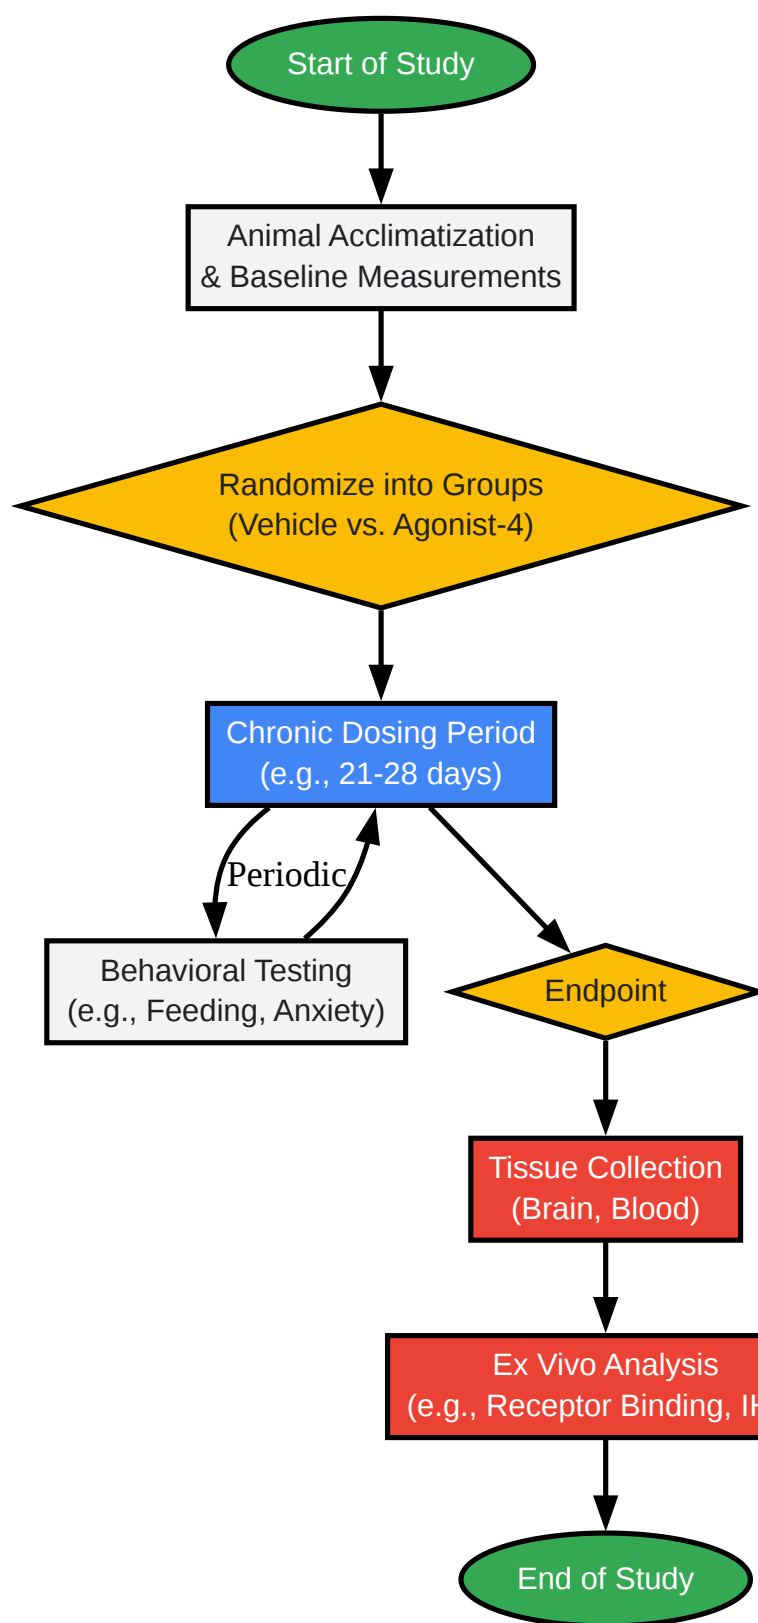 Start of Study
Animal Acclimatization
& Baseline Measurements
Randomize into Groups
(Vehicle vs. Agonist-4)
Chronic Dosing Period
(e.g., 21-28 days)
Periodic
Behavioral Testing
(e.g., Feeding, Anxiety)
Endpoint
Tissue Collection
(Brain, Blood)
Ex Vivo Analysis
(e.g., Receptor Binding,
End of Study